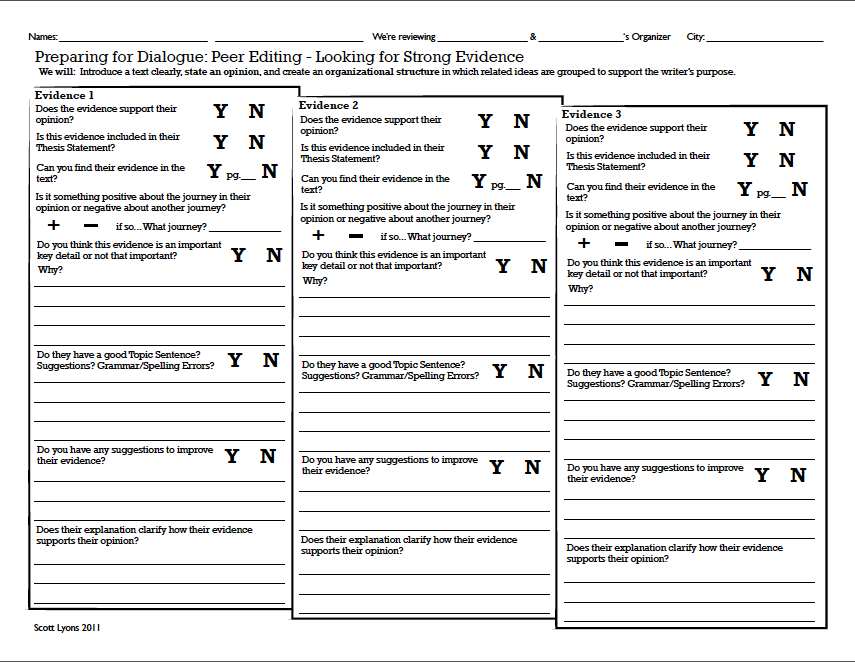 Names: ______________________ ______________________ We're reviewing ______________ & ______________'s Organizer City: __________________
Preparing for Dialogue: Peer Editing - Looking for Strong Evidence
We will: Introduce a text clearly, state an opinion, and create an organizational structure in which related ideas are grouped to support the writer's purpose.
Evidence 1
Does the evidence support their Y N
opinion?
Is this evidence included in their Y N
Thesis Statement?
Can you find their evidence in the Y pg.___ N
text?
Is it something positive about the journey in their
opinion or negative about another journey?
+ − if so... What journey? ______________
Do you think this evidence is an important Y N
key detail or not that important?
Why?
Do they have a good Topic Sentence? Y N
Suggestions? Grammar/Spelling Errors?
Do you have any suggestions to improve Y N
their evidence?
Does their explanation clarify how their evidence
supports their opinion?
Evidence 2
Does the evidence support their Y N
opinion?
Is this evidence included in their Y N
Thesis Statement?
Can you find their evidence in the Y pg.___ N
text?
Is it something positive about the journey in their
opinion or negative about another journey?
+ − if so... What journey? ______________
Do you think this evidence is an important Y N
key detail or not that important?
Why?
Do they have a good Topic Sentence? Y N
Suggestions? Grammar/Spelling Errors?
Do you have any suggestions to improve Y N
their evidence?
Does their explanation clarify how their evidence
supports their opinion?
Evidence 3
Does the evidence support their Y N
opinion?
Is this evidence included in their Y N
Thesis Statement?
Can you find their evidence in the Y pg.___ N
text?
Is it something positive about the journey in their
opinion or negative about another journey?
+ − if so... What journey? ______________
Do you think this evidence is an important Y N
key detail or not that important?
Why?
Do they have a good Topic Sentence? Y N
Suggestions? Grammar/Spelling Errors?
Do you have any suggestions to improve Y N
their evidence?
Does their explanation clarify how their evidence
supports their opinion?
Scott Lyons 2011